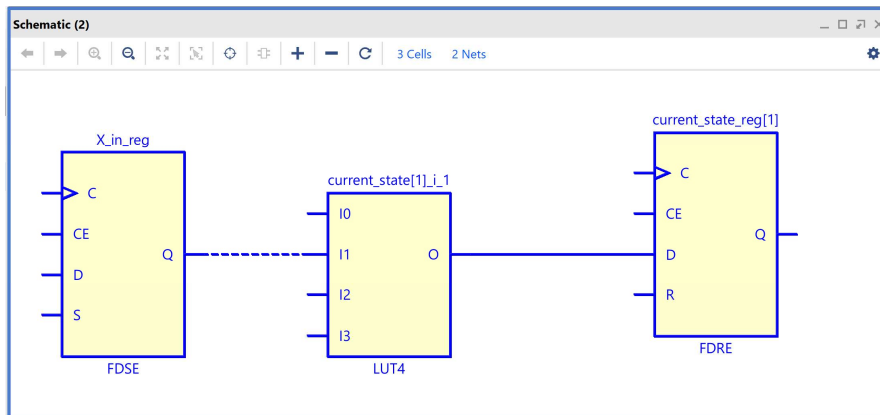 Schematic (2)
3 Cells 2 Nets
X_in_reg
C
CE
D
S
Q
FDSE
current_state[1]_i_1
I0
I1
I2
I3
O
LUT4
current_state_reg[1]
C
CE
D
R
Q
FDRE